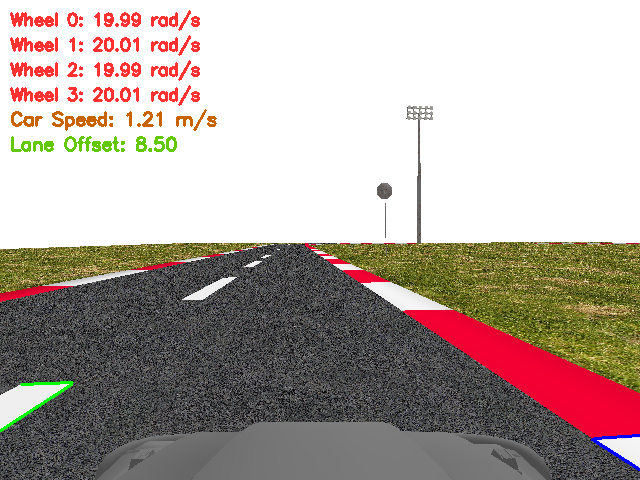 Wheel 0: 19.99 rad/s
Wheel 1: 20.01 rad/s
Wheel 2: 19.99 rad/s
Wheel 3: 20.01 rad/s
Car Speed: 1.21 m/s
Lane Offset: 8.50